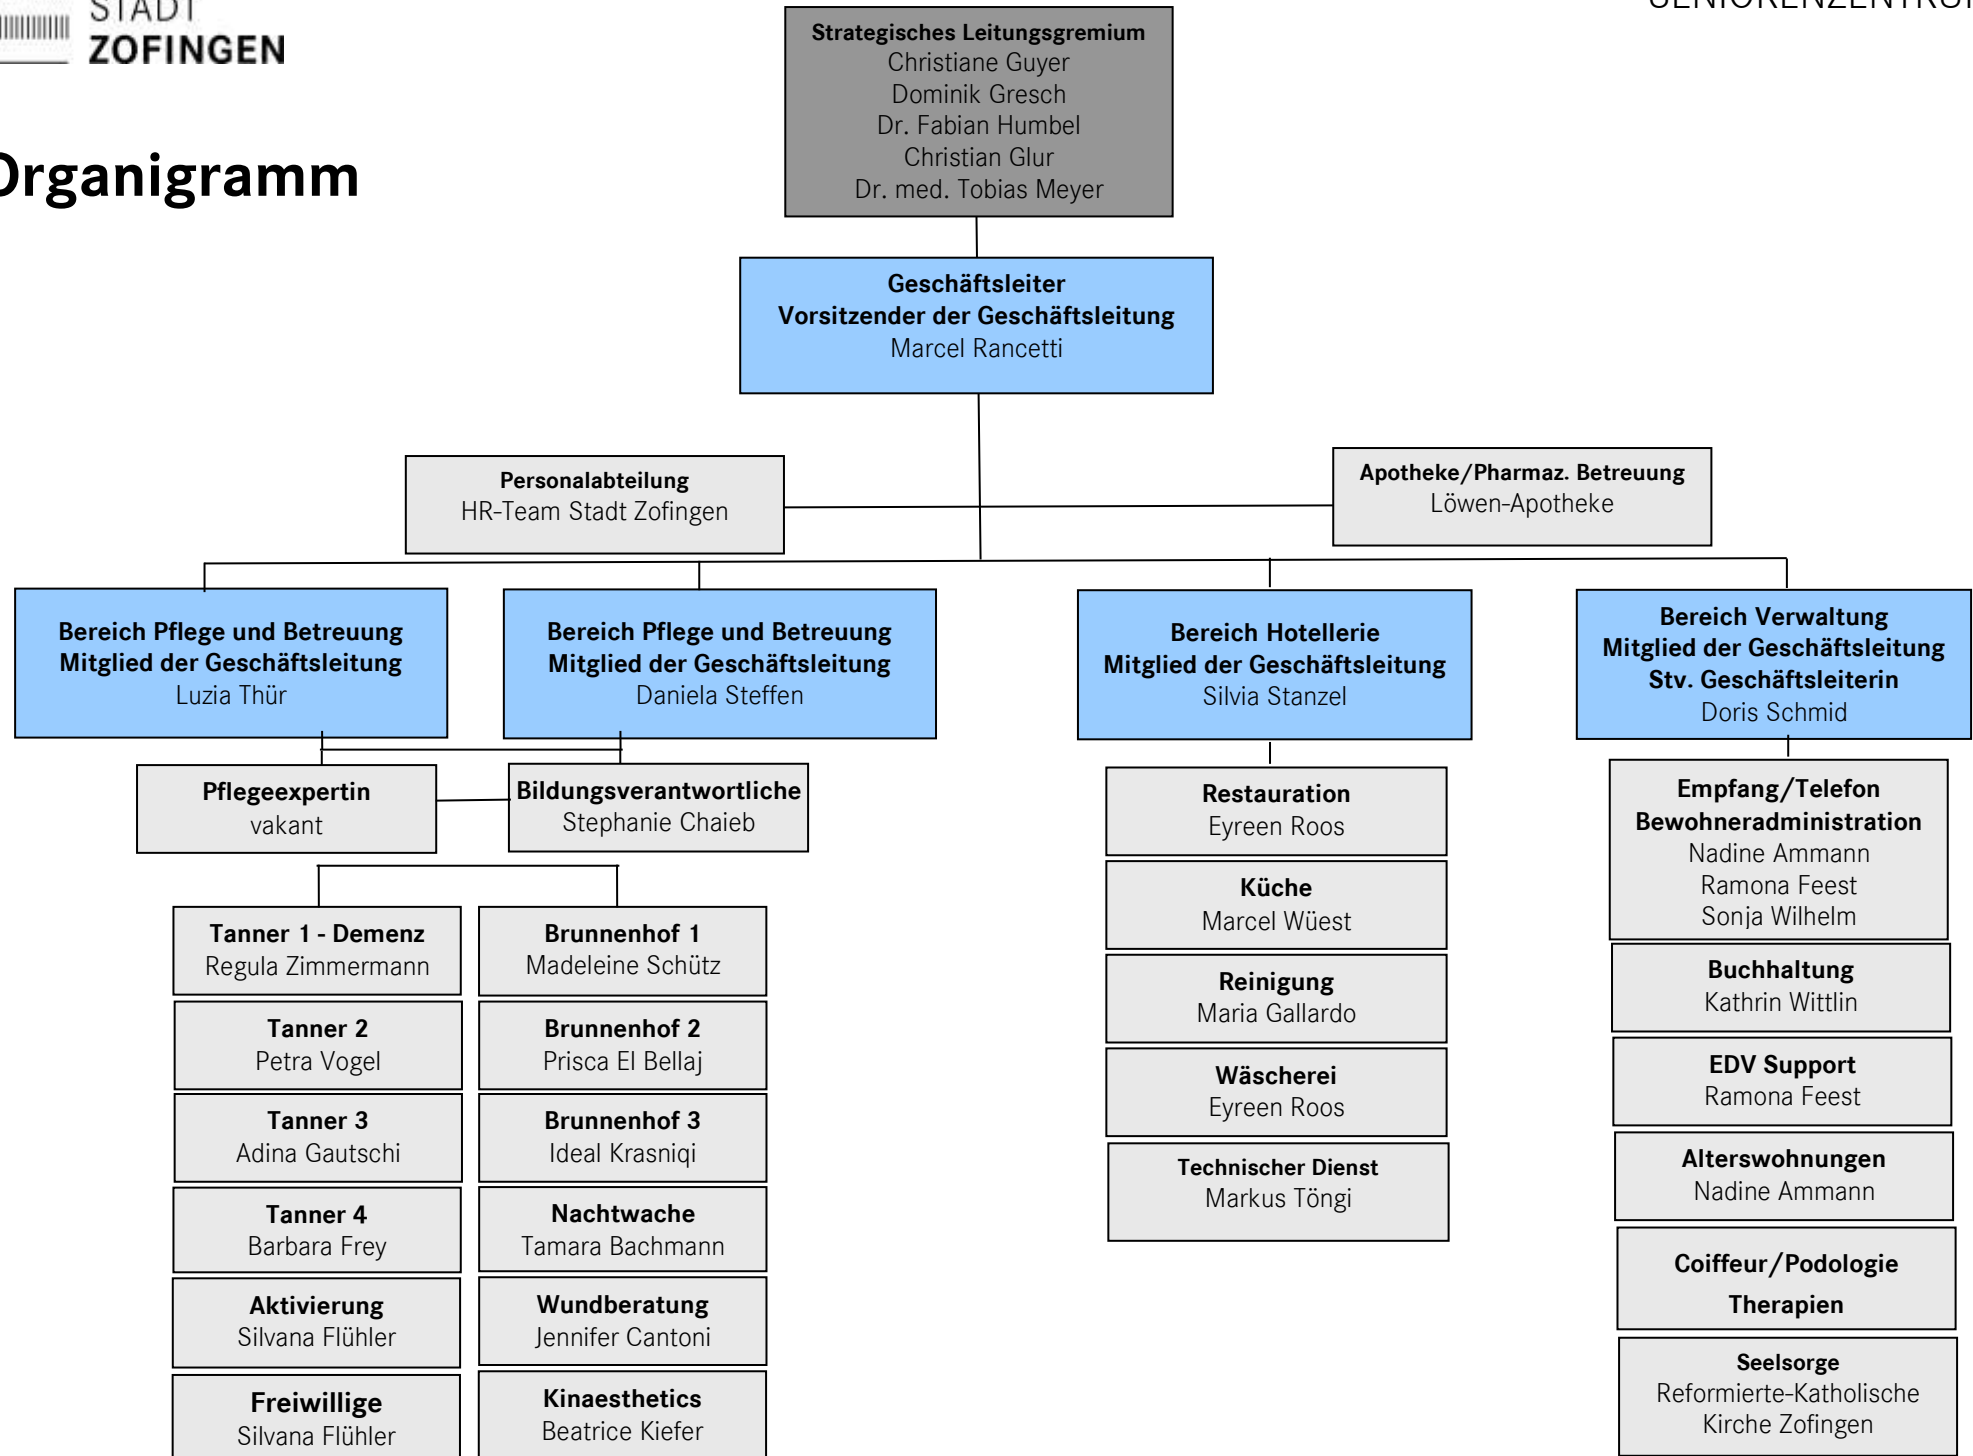 STADT
ZOFINGEN
Organigramm
Strategisches Leitungsgremium
Christiane Guyer
Dominik Gresch
Dr. Fabian Humbel
Christian Glur
Dr. med. Tobias Meyer
Geschäftsleiter
Vorsitzender der Geschäftsleitung
Marcel Rancetti
Personalabteilung
HR-Team Stadt Zofingen
Apotheke/Pharmaz. Betreuung
Löwen-Apotheke
Bereich Pflege und Betreuung
Mitglied der Geschäftsleitung
Luzia Thür
Bereich Pflege und Betreuung
Mitglied der Geschäftsleitung
Daniela Steffen
Bereich Hotellerie
Mitglied der Geschäftsleitung
Silvia Stanzel
Bereich Verwaltung
Mitglied der Geschäftsleitung
Stv. Geschäftsleiterin
Doris Schmid
Pflegeexpertin
vakant
Bildungsverantwortliche
Stephanie Chaieb
Tanner 1 - Demenz
Regula Zimmermann
Tanner 2
Petra Vogel
Tanner 3
Adina Gautschi
Tanner 4
Barbara Frey
Aktivierung
Silvana Flühler
Freiwillige
Silvana Flühler
Brunnenhof 1
Madeleine Schütz
Brunnenhof 2
Prisca El Bellaj
Brunnenhof 3
Ideal Krasniqi
Nachtwache
Tamara Bachmann
Wundberatung
Jennifer Cantoni
Kinaesthetics
Beatrice Kiefer
Restauration
Eyreen Roos
Küche
Marcel Wüest
Reinigung
Maria Gallardo
Wäscherei
Eyreen Roos
Technischer Dienst
Markus Töngi
Empfang/Telefon
Bewohneradministration
Nadine Ammann
Ramona Feest
Sonja Wilhelm
Buchhaltung
Kathrin Wittlin
EDV Support
Ramona Feest
Alterswohnungen
Nadine Ammann
Coiffeur/Podologie
Therapien
Seelsorge
Reformierte-Katholische
Kirche Zofingen